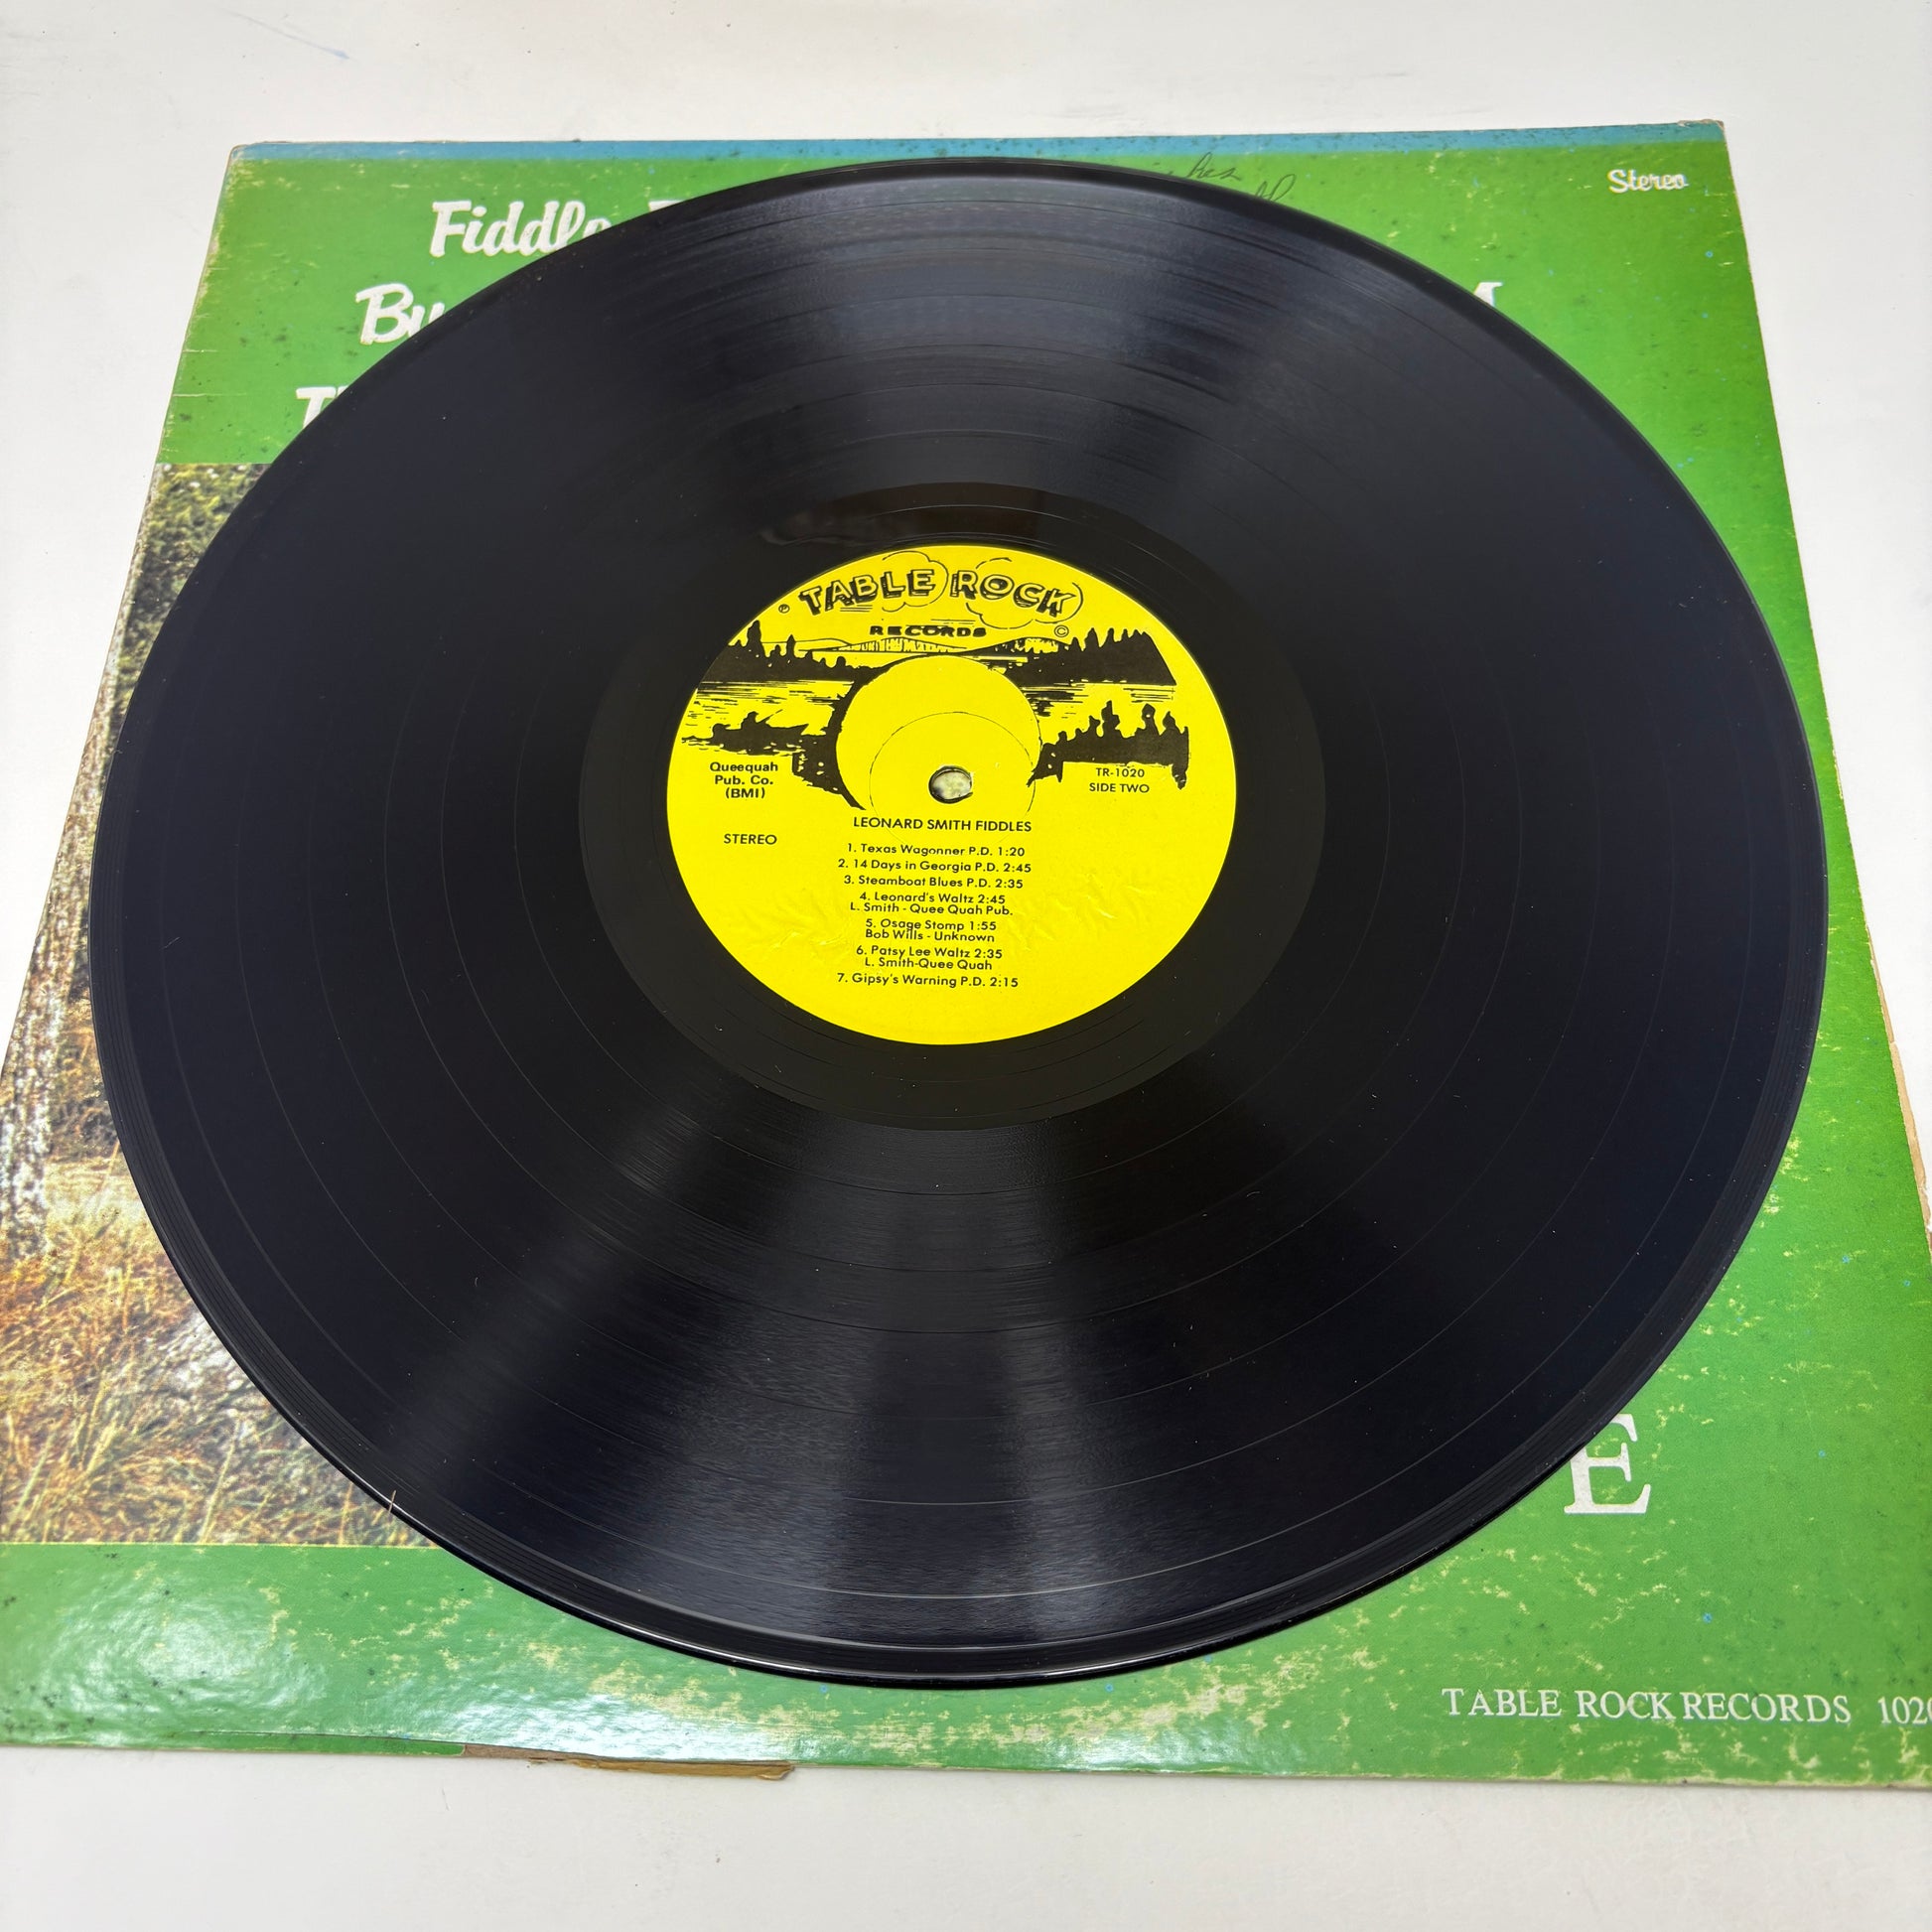 Stereo
TABLE ROCK
RECORDS
Queequah
Pub. Co.
(BMI)
TR-1020
SIDE TWO
STEREO
LEONARD SMITH FIDDLES
1. Texas Wagonner P.D. 1:20
2. 14 Days in Georgia P.D. 2:45
3. Steamboat Blues P.D. 2:35
4. Leonard's Waltz 2:45
L. Smith - Quee Quah Pub.
5. Osage Stomp 1:55
Bob Wills - Unknown
6. Patsy Lee Waltz 2:35
L. Smith-Quee Quah
7. Gipsy's Warning P.D. 2:15
E
TABLE ROCK RECORDS